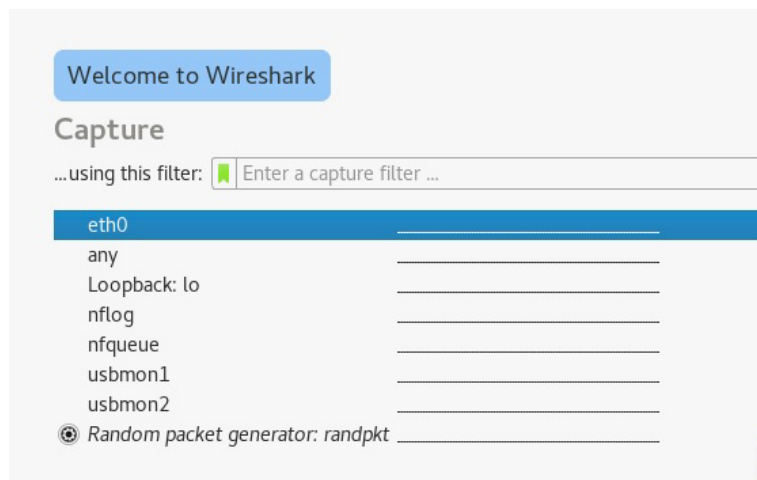 Welcome to Wireshark
Capture
...using this filter: Enter a capture filter ...
eth0
any
Loopback: lo
nflog
nfqueue
usbmon1
usbmon2
Random packet generator: randpkt